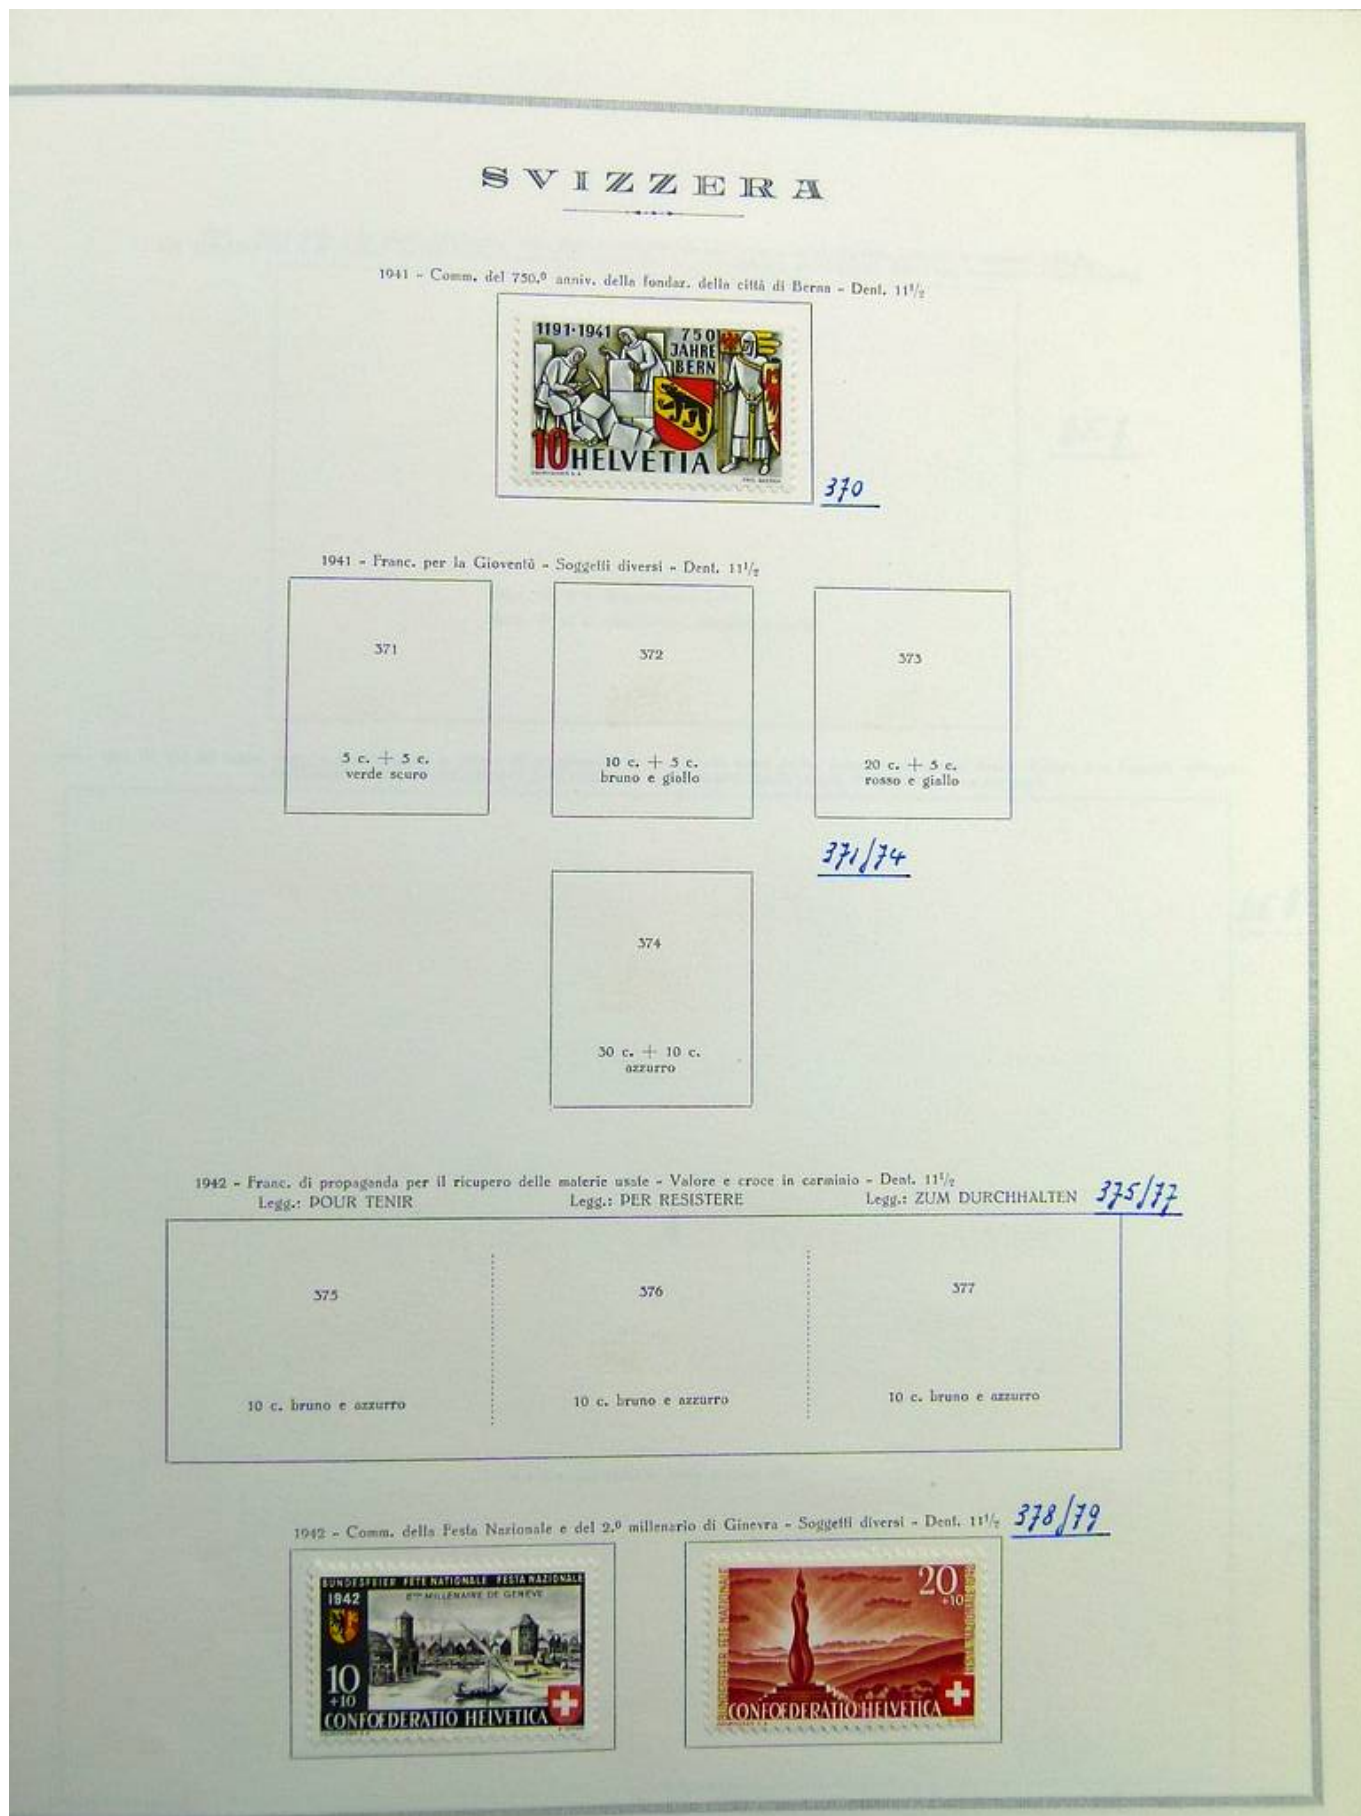 SVIZZERA
1941 - Comm. del 750.º anniv. della fondaz. della città di Berna - Dent. 11½
1191·1941
750
JAHRE
BERN
10 HELVETIA
370
1941 - Franc. per la Gioventù - Soggetti diversi - Dent. 11½
371
372
373
5 c. + 5 c.
verde scuro
10 c. + 5 c.
bruno e giallo
20 c. + 5 c.
rosso e giallo
371/74
374
30 c. + 10 c.
azzurro
1942 - Franc. di propaganda per il ricupero delle materie usate - Valore e croce in carminio - Dent. 11½
Legg.: POUR TENIR
Legg.: PER RESISTERE
Legg.: ZUM DURCHHALTEN
375/77
375
376
377
10 c. bruno e azzurro
10 c. bruno e azzurro
10 c. bruno e azzurro
1942 - Comm. della Festa Nazionale e del 2.º millenario di Ginevra - Soggetti diversi - Dent. 11½
378/79
BUNDESFEIER FÊTE NATIONALE FESTA NAZIONALE
1942
2ME MILLENAIRE DE GENÈVE
10
+10
CONFOEDERATIO HELVETICA
20
+10
CONFOEDERATIO HELVETICA